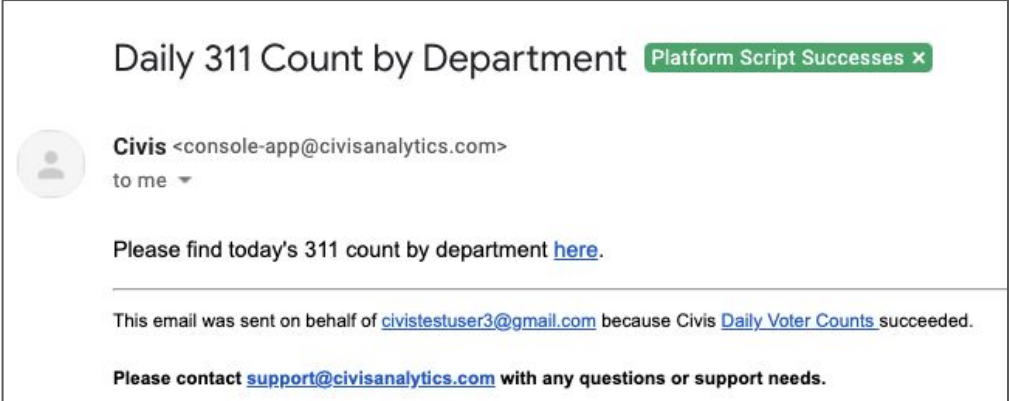 Daily 311 Count by Department Platform Script Successes ×
Civis <console-app@civisanalytics.com>
to me
Please find today's 311 count by department here.
This email was sent on behalf of civistestuser3@gmail.com because Civis Daily Voter Counts succeeded.
Please contact support@civisanalytics.com with any questions or support needs.